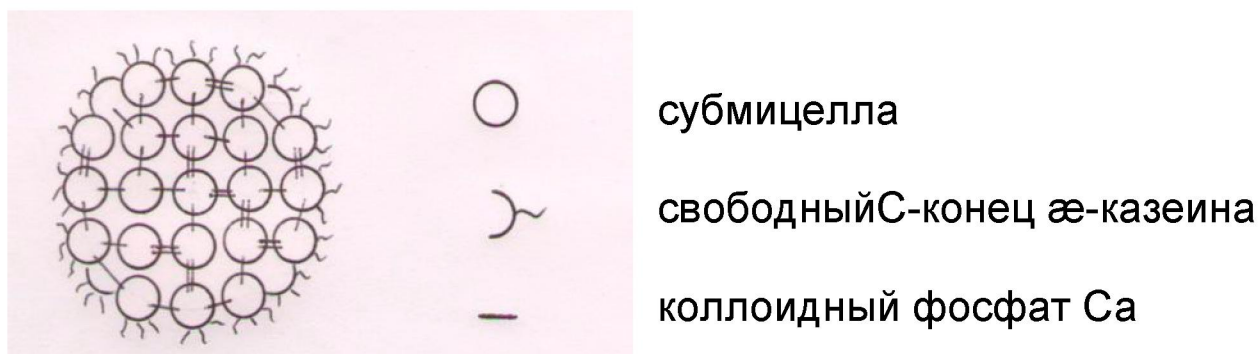 субмицелла
свободныйС-конец æ-казеина
коллоидный фосфат Са